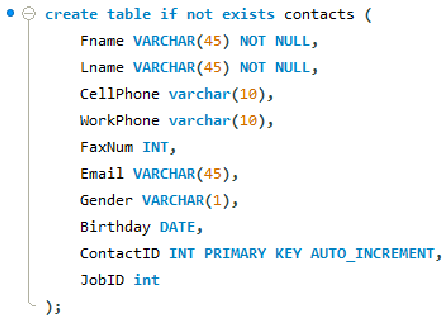 create table if not exists contacts (
Fname VARCHAR(45) NOT NULL,
Lname VARCHAR(45) NOT NULL,
CellPhone varchar(10),
WorkPhone varchar(10),
FaxNum INT,
Email VARCHAR(45),
Gender VARCHAR(1),
Birthday DATE,
ContactID INT PRIMARY KEY AUTO_INCREMENT,
JobID int
);